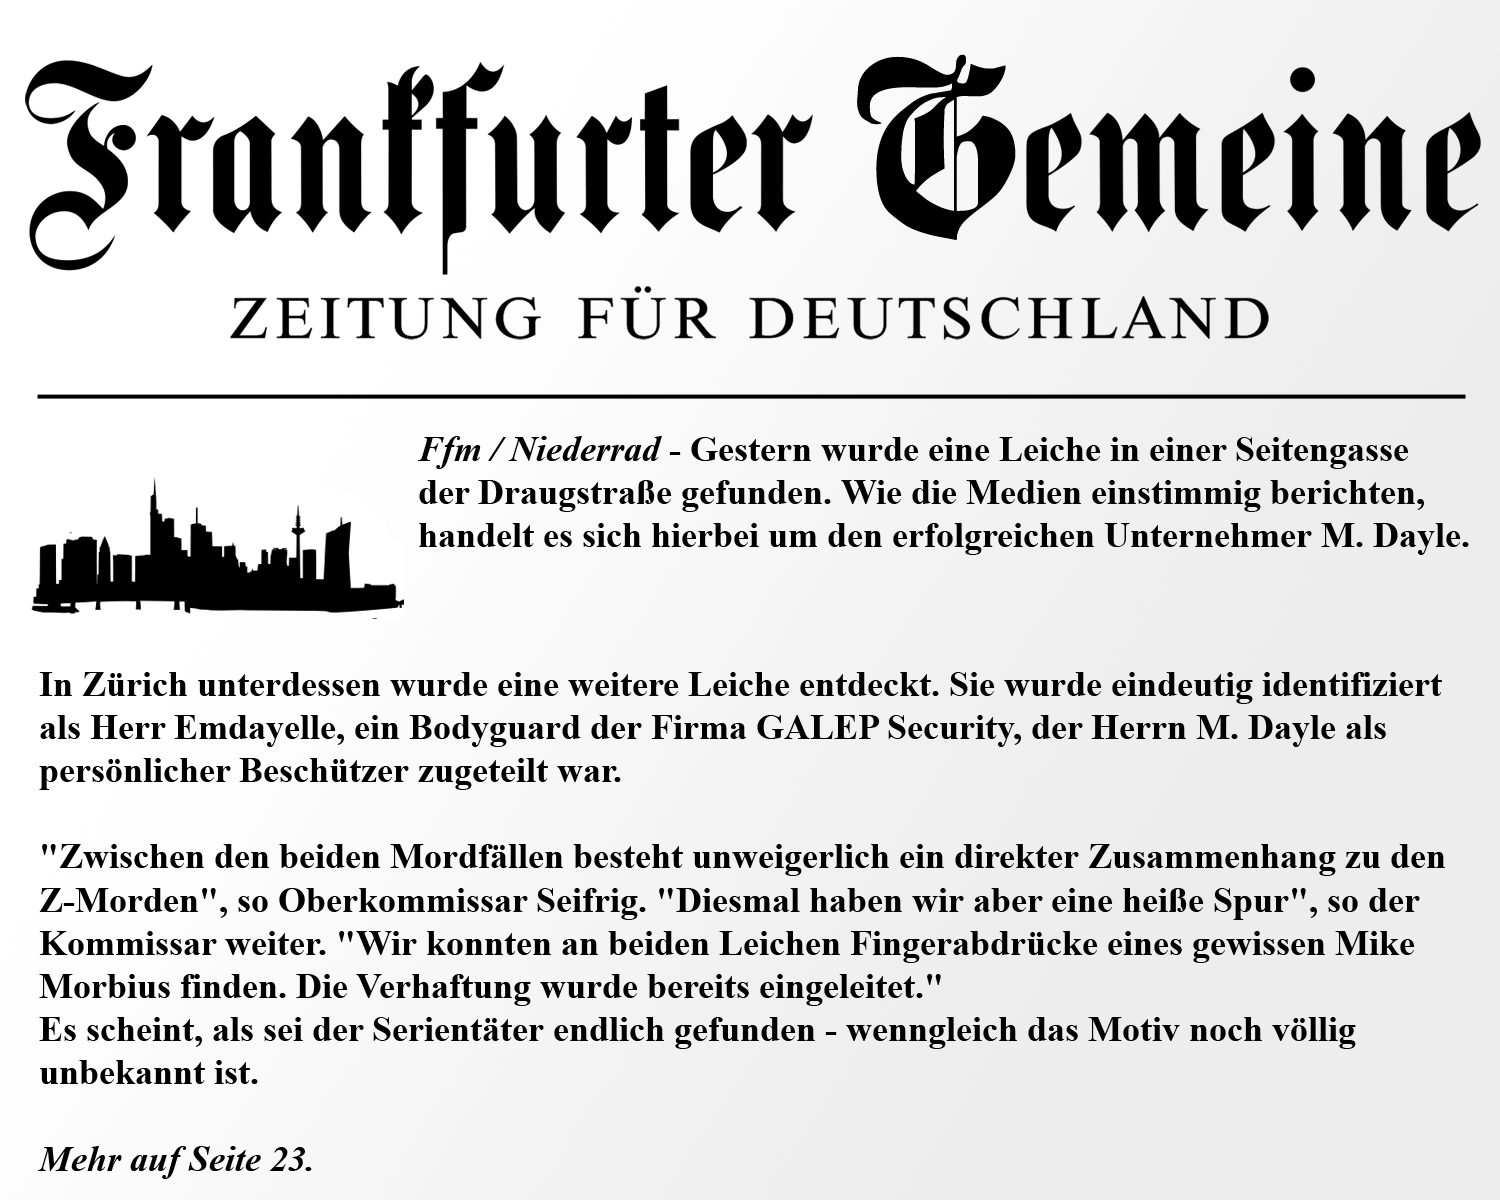 Frankfurter Gemeine
ZEITUNG FÜR DEUTSCHLAND
Ffm / Niederrad - Gestern wurde eine Leiche in einer Seitengasse
der Draugstraße gefunden. Wie die Medien einstimmig berichten,
handelt es sich hierbei um den erfolgreichen Unternehmer M. Dayle.
In Zürich unterdessen wurde eine weitere Leiche entdeckt. Sie wurde eindeutig identifiziert
als Herr Emdayelle, ein Bodyguard der Firma GALEP Security, der Herrn M. Dayle als
persönlicher Beschützer zugeteilt war.
"Zwischen den beiden Mordfällen besteht unweigerlich ein direkter Zusammenhang zu den
Z-Morden", so Oberkommissar Seifrig. "Diesmal haben wir aber eine heiße Spur", so der
Kommissar weiter. "Wir konnten an beiden Leichen Fingerabdrücke eines gewissen Mike
Morbius finden. Die Verhaftung wurde bereits eingeleitet."
Es scheint, als sei der Serientäter endlich gefunden - wenngleich das Motiv noch völlig
unbekannt ist.
Mehr auf Seite 23.